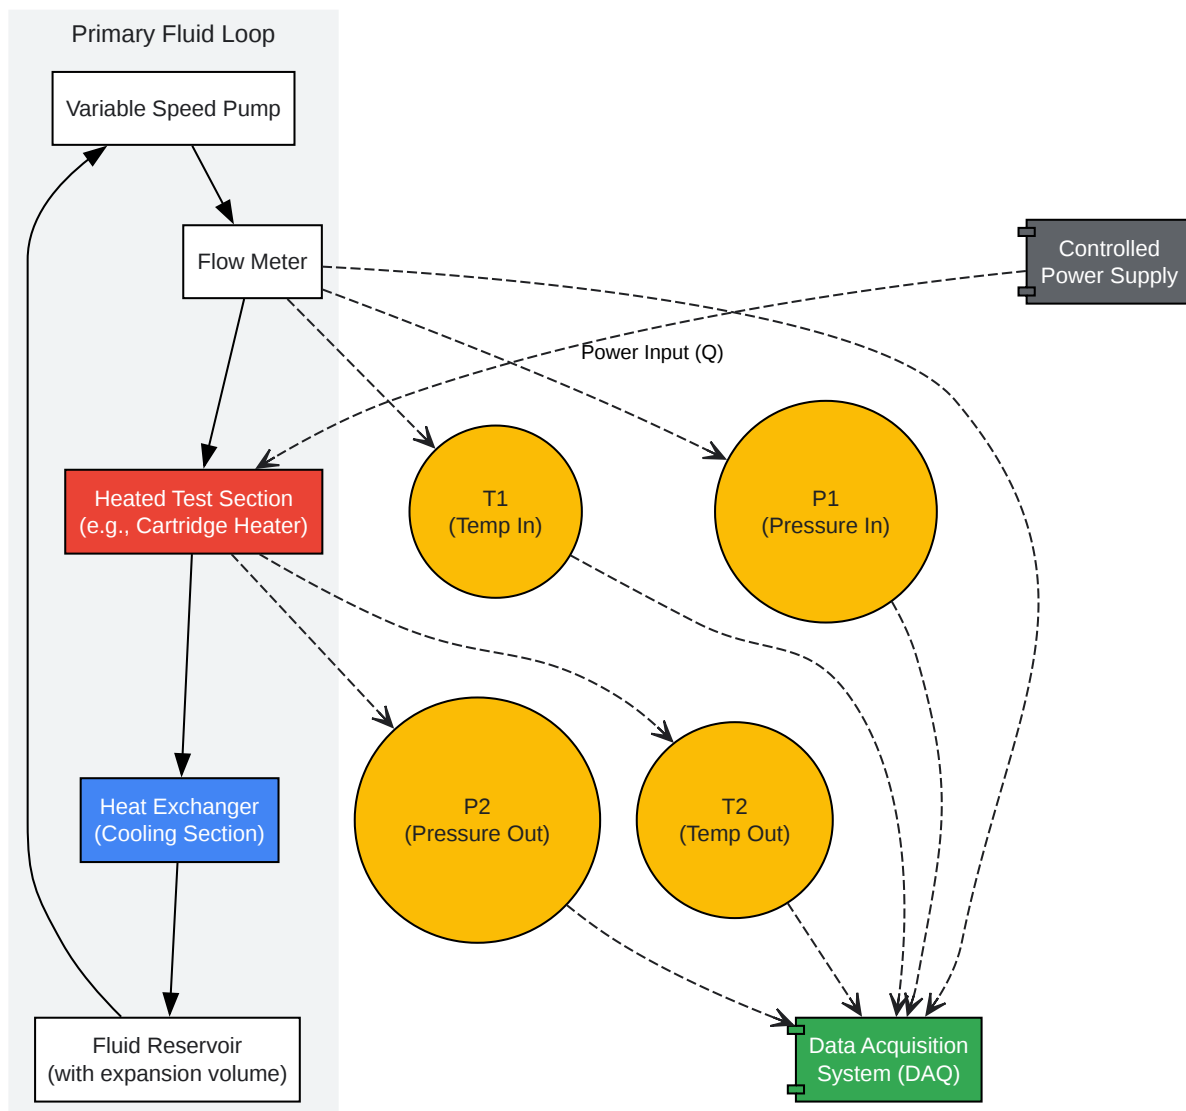 Primary Fluid Loop
Variable Speed Pump
Flow Meter
Controlled
Power Supply
Power Input (Q)
Heated Test Section
(e.g., Cartridge Heater)
T1
(Temp In)
P1
(Pressure In)
Heat Exchanger
(Cooling Section)
P2
(Pressure Out)
T2
(Temp Out)
Fluid Reservoir
(with expansion volume)
Data Acquisition
System (DAQ)